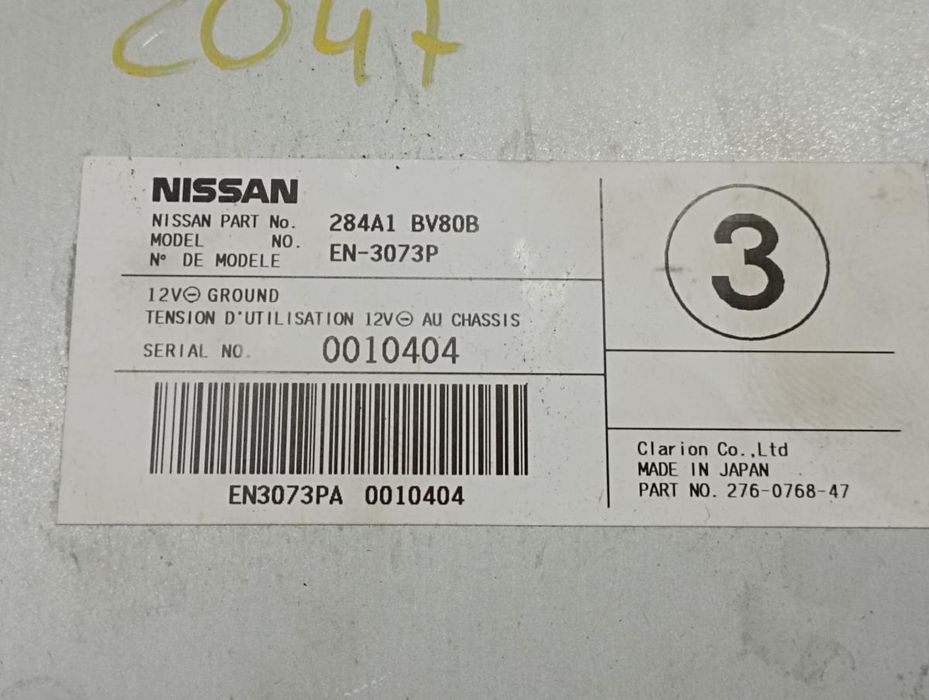 2047
NISSAN
NISSAN PART No. 284A1 BV80B
MODEL NO.
N° DE MODELE EN-3073P
12V⊖ GROUND
TENSION D'UTILISATION 12V⊖ AU CHASSIS
SERIAL NO. 0010404
EN3073PA 0010404
3
Clarion Co.,Ltd
MADE IN JAPAN
PART NO. 276-0768-47